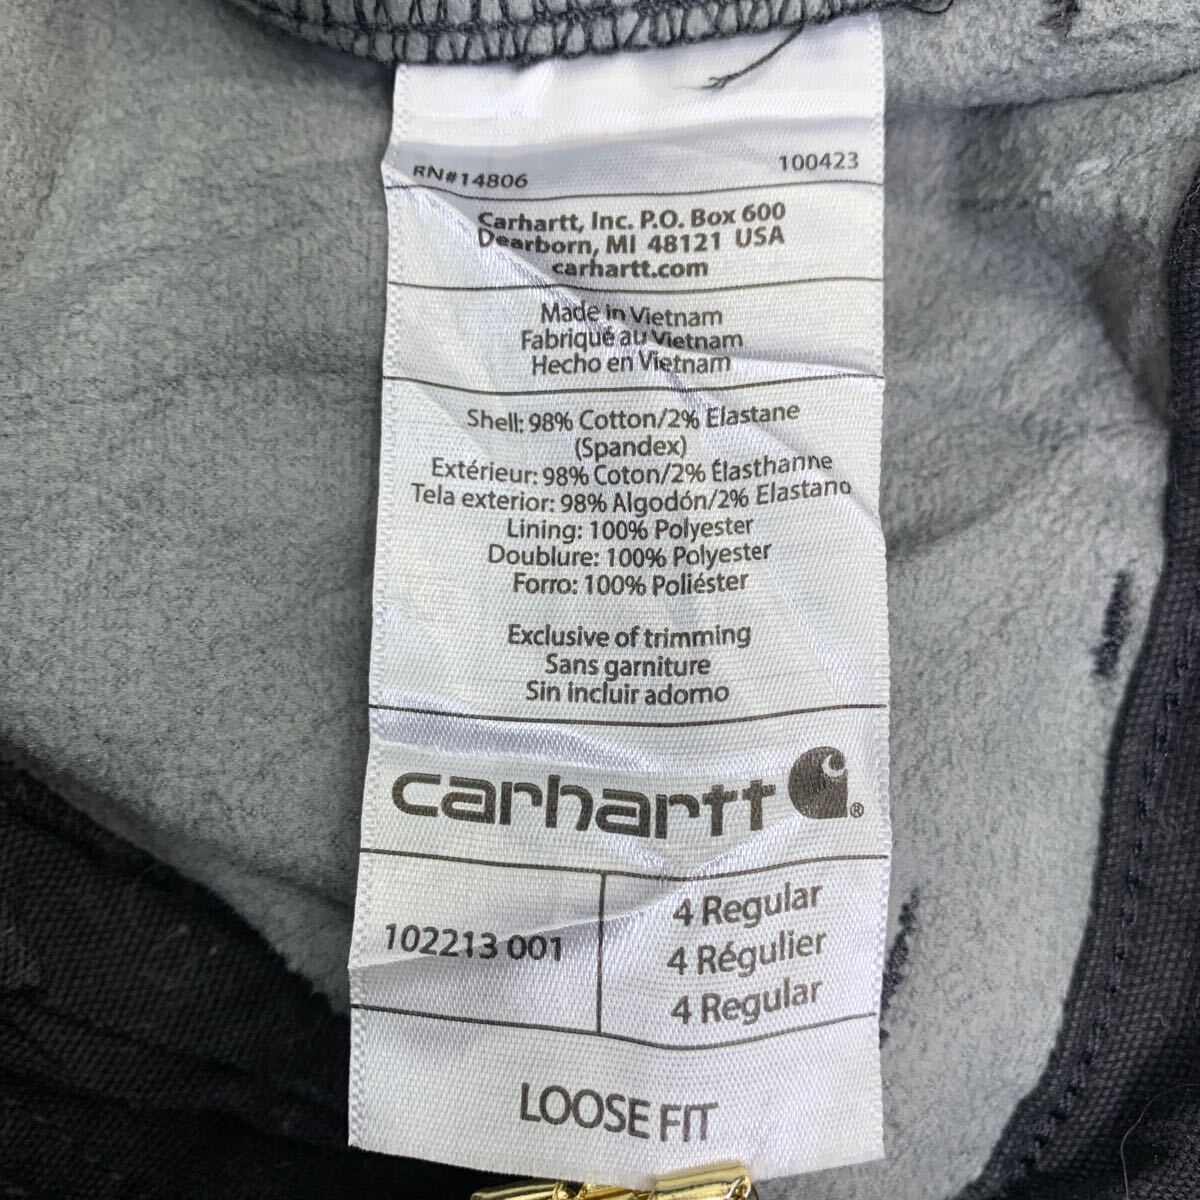 RN#14806 100423
Carhartt, Inc. P.O. Box 600
Dearborn, MI 48121 USA
carhartt.com
Made in Vietnam
Fabriqué au Vietnam
Hecho en Vietnam
Shell: 98% Cotton/2% Elastane
(Spandex)
Extérieur: 98% Coton/2% Élasthanne
Tela exterior: 98% Algodón/2% Elastano
Lining: 100% Polyester
Doublure: 100% Polyester
Forro: 100% Poliéster
Exclusive of trimming
Sans garniture
Sin incluir adorno
carhartt ®
102213 001
4 Regular
4 Régulier
4 Regular
LOOSE FIT